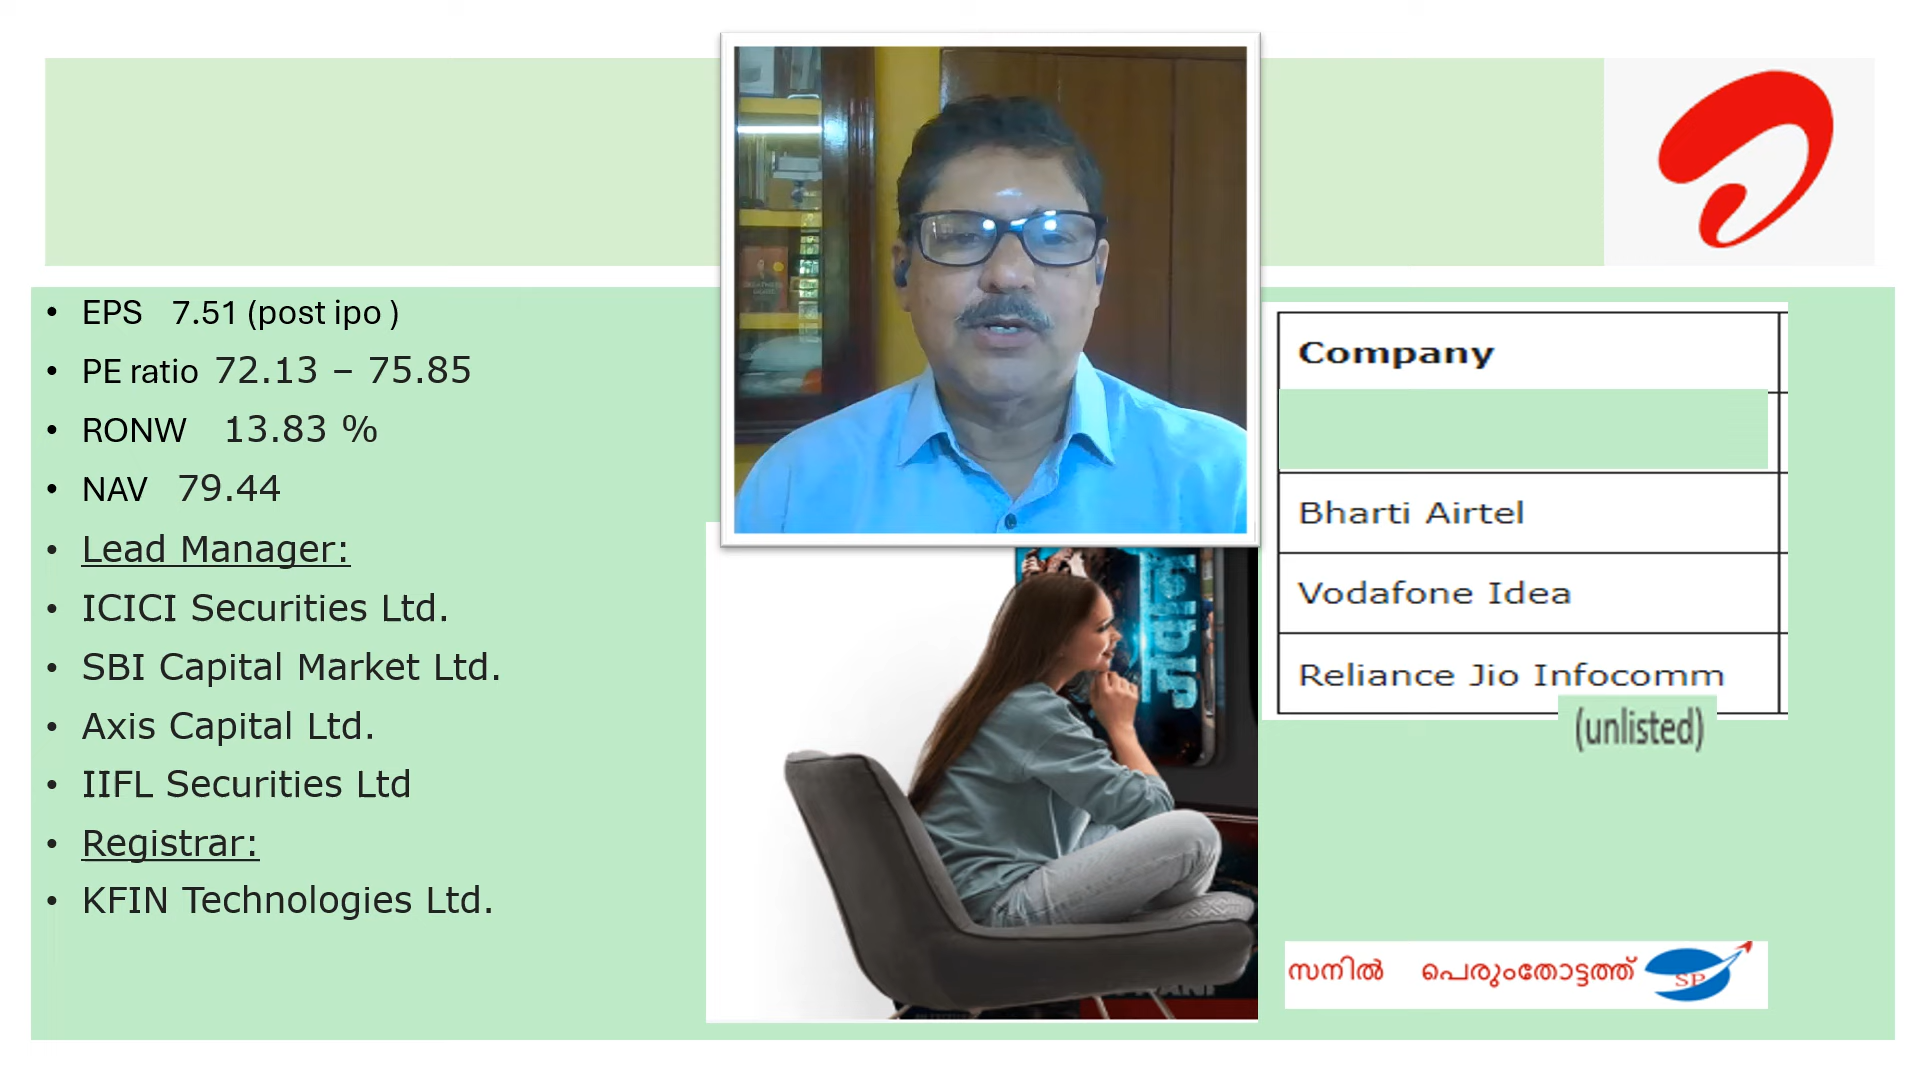 EPS 7.51 (post ipo )
PE ratio 72.13 – 75.85
RONW 13.83 %
NAV 79.44
Lead Manager:
ICICI Securities Ltd.
SBI Capital Market Ltd.
Axis Capital Ltd.
IIFL Securities Ltd
Registrar:
KFIN Technologies Ltd.
Company
Bharti Airtel
Vodafone Idea
Reliance Jio Infocomm
(unlisted)
സനിൽ പെരുംതോട്ടത്ത്
SP